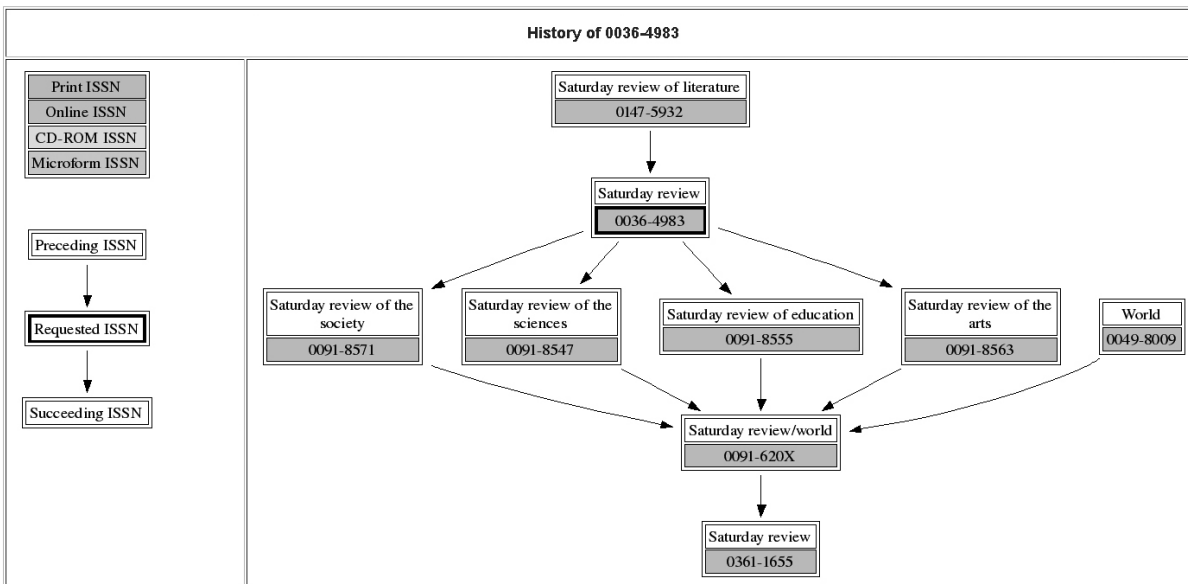 History of 0036-4983
Print ISSN
Online ISSN
CD-ROM ISSN
Microform ISSN
Preceding ISSN
Requested ISSN
Succeeding ISSN
Saturday review of literature
0147-5932
Saturday review
0036-4983
Saturday review of the
society
0091-8571
Saturday review of the
sciences
0091-8547
Saturday review of education
0091-8555
Saturday review of the
arts
0091-8563
World
0049-8009
Saturday review/world
0091-620X
Saturday review
0361-1655